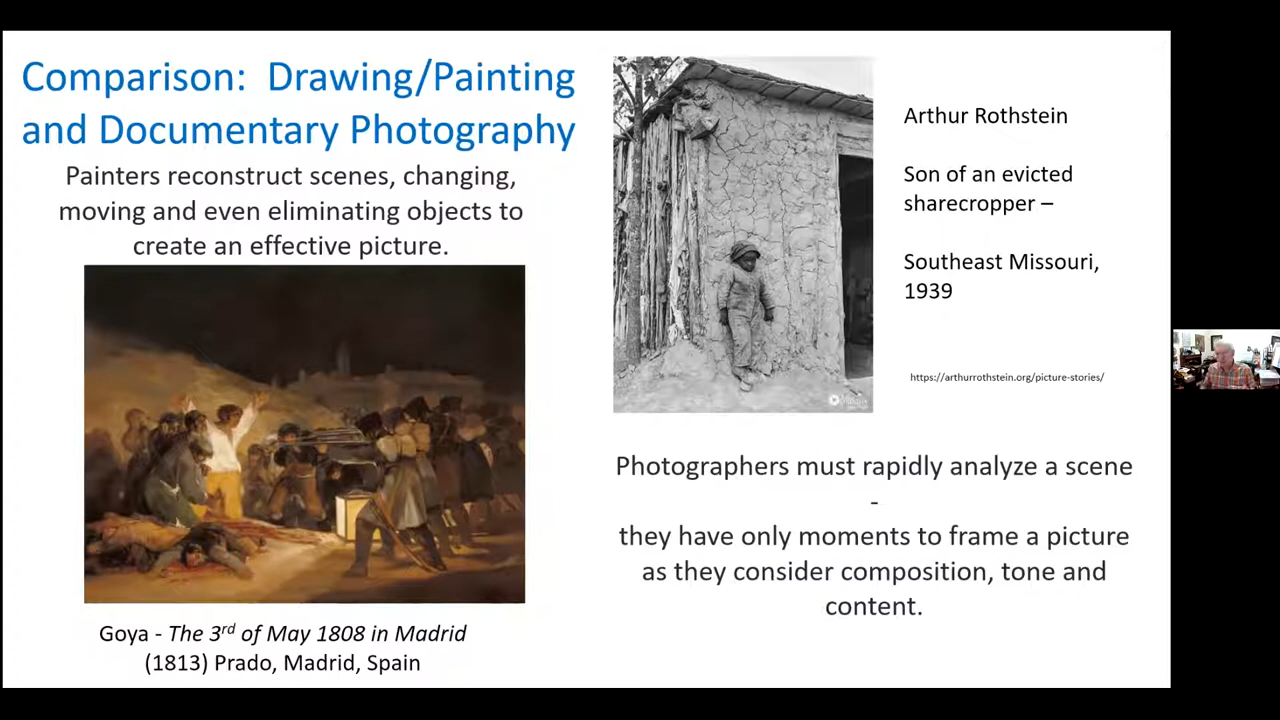 Comparison:  Drawing/Painting
and Documentary Photography
Painters reconstruct scenes, changing,
moving and even eliminating objects to
create an effective picture.
Goya - The 3rd of May 1808 in Madrid
(1813) Prado, Madrid, Spain
Arthur Rothstein
Son of an evicted
sharecropper –
Southeast Missouri,
1939
https://arthurrothstein.org/picture-stories/
Photographers must rapidly analyze a scene
-
they have only moments to frame a picture
as they consider composition, tone and
content.